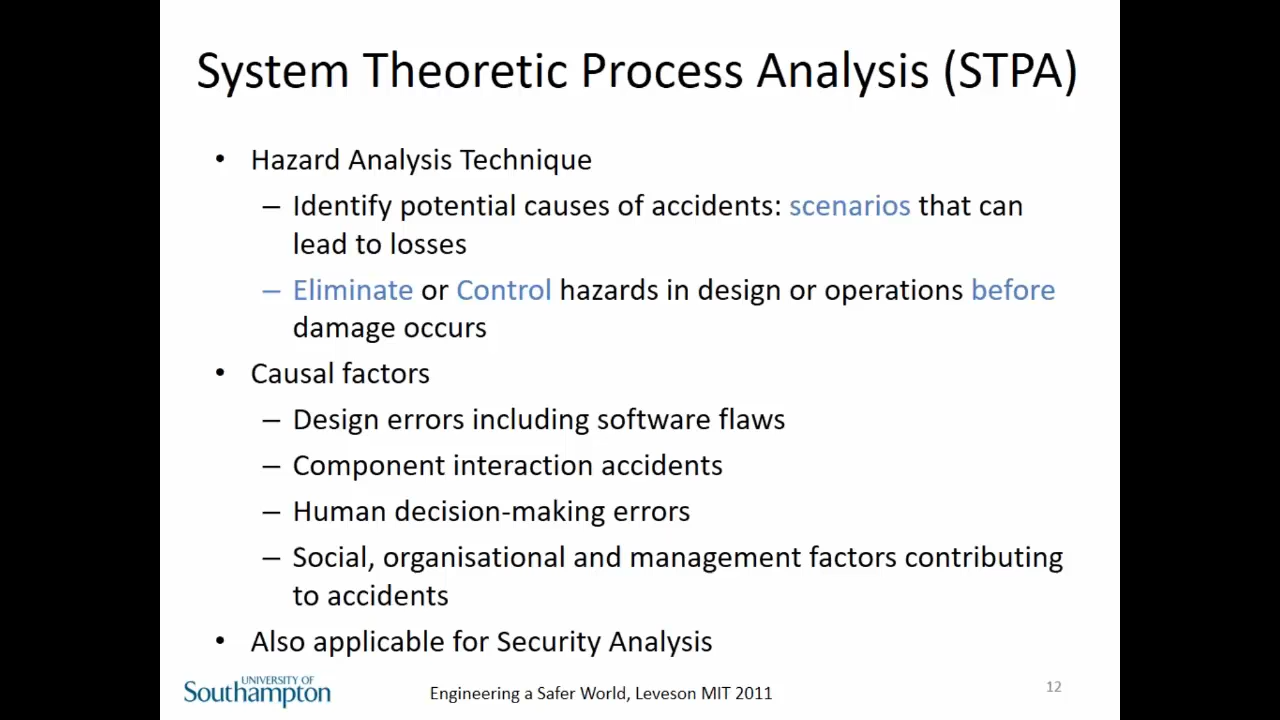 System Theoretic Process Analysis (STPA)
• Hazard Analysis Technique
– Identify potential causes of accidents: scenarios that can
lead to losses
– Eliminate or Control hazards in design or operations before
damage occurs
• Causal factors
– Design errors including software flaws
– Component interaction accidents
– Human decision-making errors
– Social, organisational and management factors contributing
to accidents
• Also applicable for Security Analysis
UNIVERSITY OF
Southampton
Engineering a Safer World, Leveson MIT 2011
12